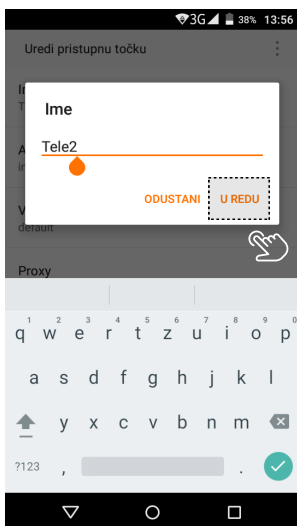 3G 38% 13:56
Uredi pristupnu točku
Ime
Tele2
ODUSTANI U REDU
default
Proxy
1 2 3 4 5 6 7 8 9 0
q w e r t z u i o p
a s d f g h j k l
y x c v b n m
?123 , .